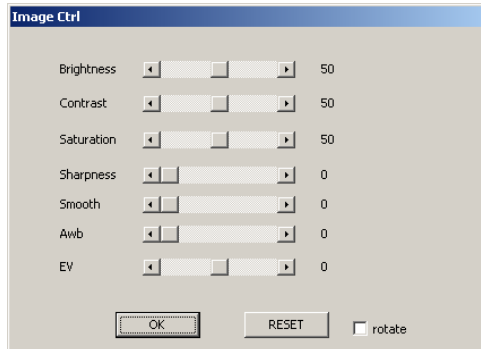 Image Ctrl
Brightness 50
Contrast 50
Saturation 50
Sharpness 0
Smooth 0
Awb 0
EV 0
OK RESET rotate